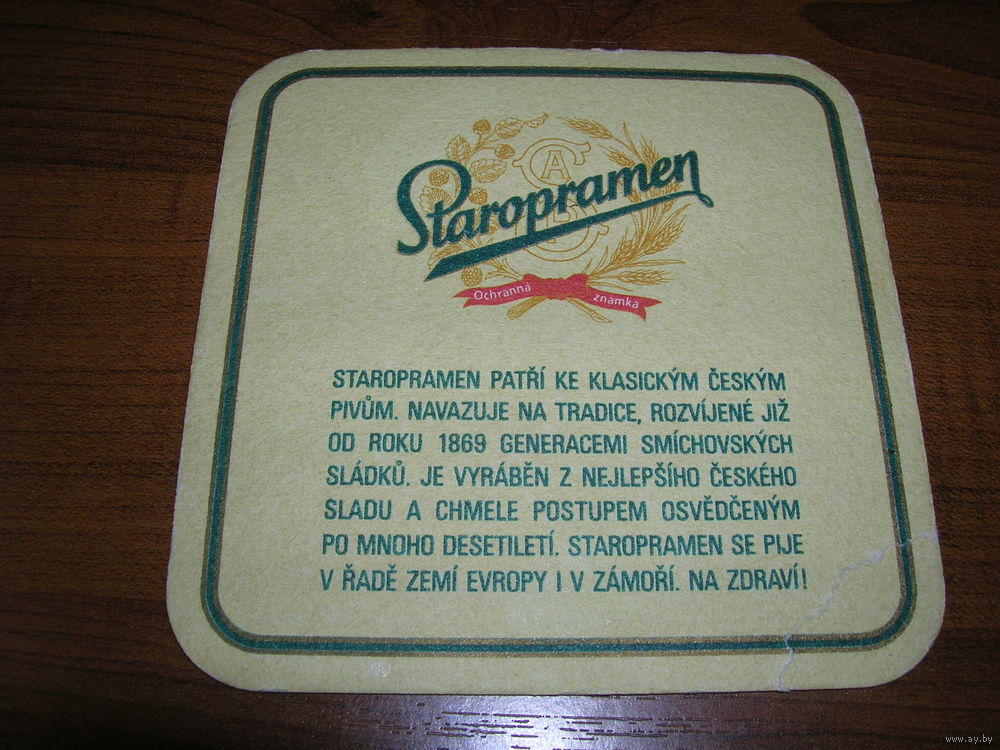 Staropramen
Ochranná známka
STAROPRAMEN PATŘÍ KE KLASICKÝM ČESKÝM
PIVŮM. NAVAZUJE NA TRADICE, ROZVÍJENÉ JIŽ
OD ROKU 1869 GENERACEMI SMÍCHOVSKÝCH
SLÁDKŮ. JE VYRÁBĚN Z NEJLEPŠÍHO ČESKÉHO
SLADU A CHMELE POSTUPEM OSVĚDČENÝM
PO MNOHO DESETILETÍ. STAROPRAMEN SE PIJE
V ŘADĚ ZEMÍ EVROPY I V ZÁMOŘÍ. NA ZDRAVÍ!
www.ay.by